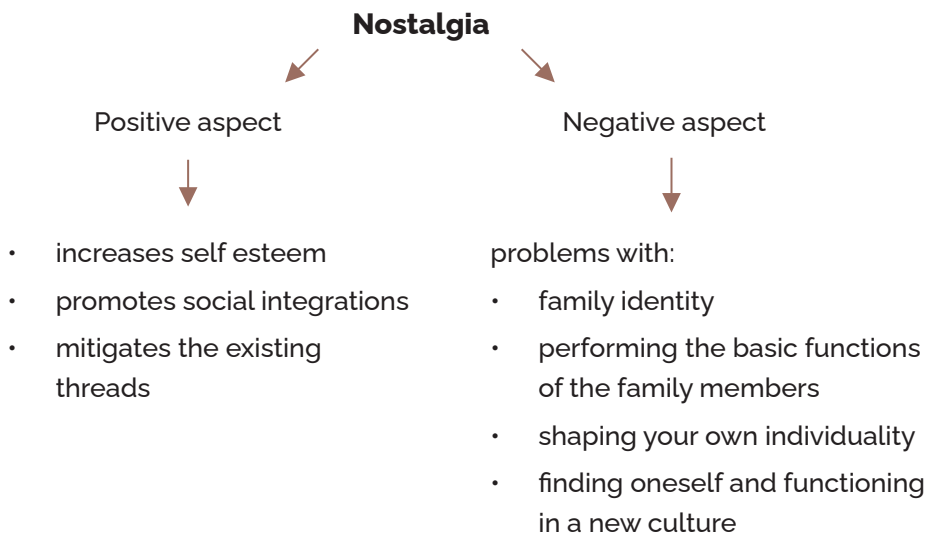 Nostalgia
Positive aspect
• increases self esteem
• promotes social integrations
• mitigates the existing
threads
Negative aspect
problems with:
• family identity
• performing the basic functions
of the family members
• shaping your own individuality
• finding oneself and functioning
in a new culture